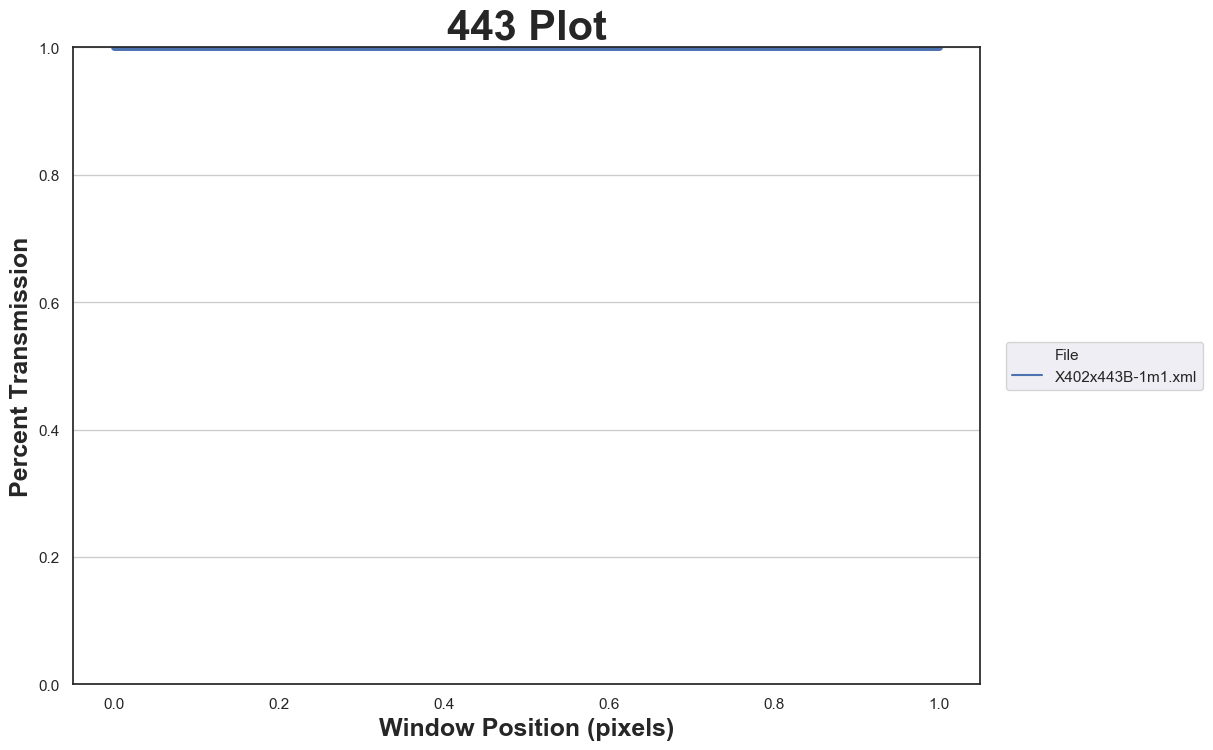 443 Plot
1.0
0.8
0.6
0.4
0.2
0.0
Percent Transmission
0.0 0.2 0.4 0.6 0.8 1.0
Window Position (pixels)
File
X402x443B-1m1.xml